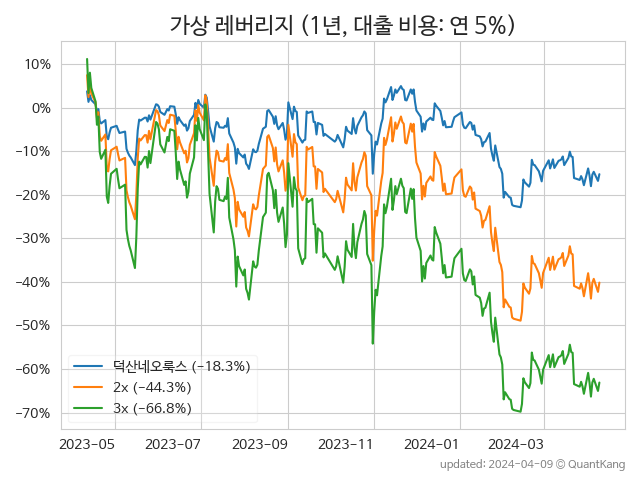 가상 레버리지 (1년, 대출 비용: 연 5%)
10%
0%
−10%
−20%
−30%
−40%
−50%
−60%
−70%
덕산네오룩스 (−18.3%)
2x (−44.3%)
3x (−66.8%)
2023-05 2023-07 2023-09 2023-11 2024-01 2024-03
updated: 2024-04-09 © QuantKang